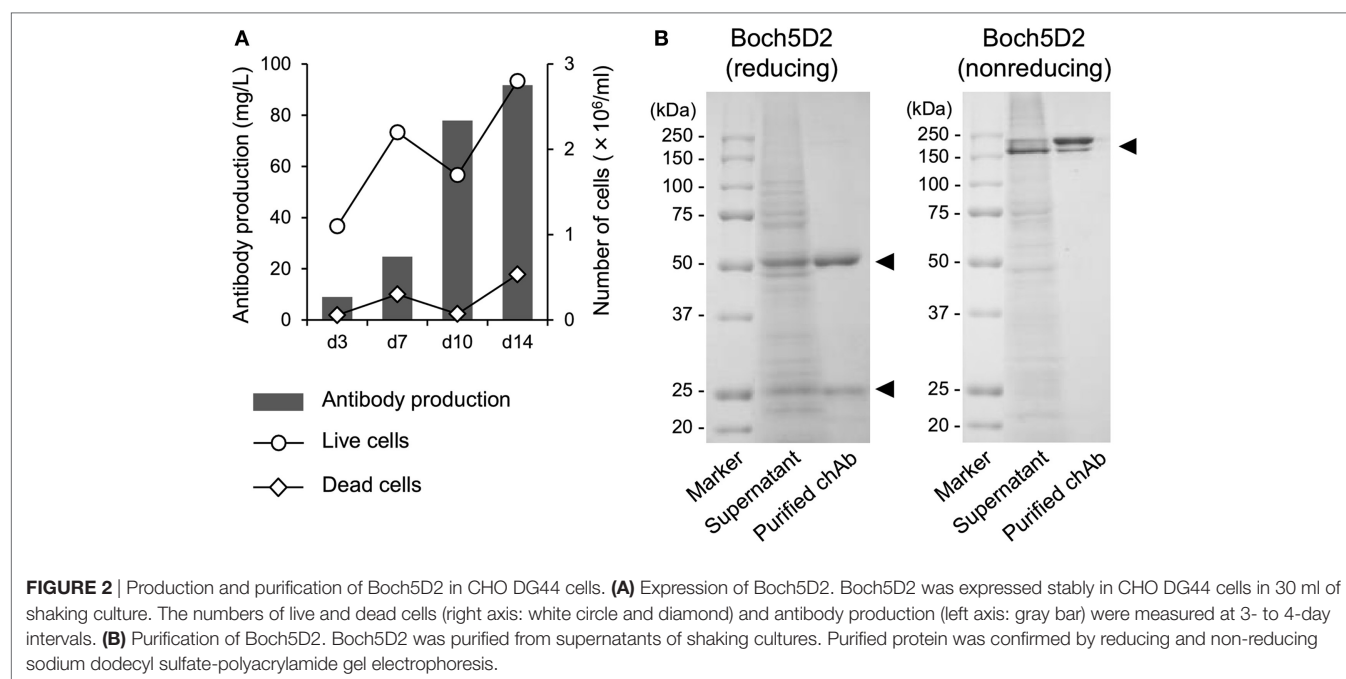 A
Antibody production (mg/L)
100
80
60
40
20
0
3
2
1
0
Number of cells (×10⁶/ml)
d3 d7 d10 d14
Antibody production
Live cells
Dead cells
B
Boch5D2
(reducing)
(kDa)
250 -
150 -
100 -
75 -
50 -
37 -
25 -
20 -
Marker
Supernatant
Purified chAb
Boch5D2
(nonreducing)
(kDa)
250 -
150 -
100 -
75 -
50 -
37 -
25 -
20 -
Marker
Supernatant
Purified chAb
FIGURE 2 | Production and purification of Boch5D2 in CHO DG44 cells. (A) Expression of Boch5D2. Boch5D2 was expressed stably in CHO DG44 cells in 30 ml of
shaking culture. The numbers of live and dead cells (right axis: white circle and diamond) and antibody production (left axis: gray bar) were measured at 3- to 4-day
intervals. (B) Purification of Boch5D2. Boch5D2 was purified from supernatants of shaking cultures. Purified protein was confirmed by reducing and non-reducing
sodium dodecyl sulfate-polyacrylamide gel electrophoresis.